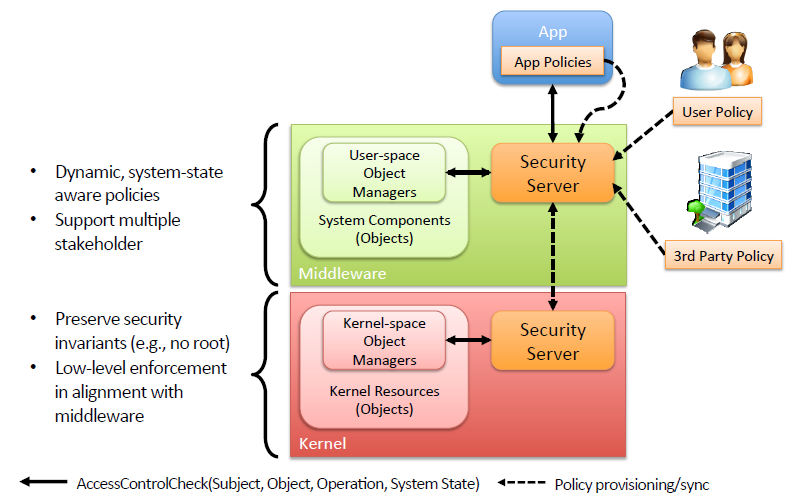 App
App Policies
User Policy
• Dynamic, system-state
aware policies
• Support multiple
stakeholder
User-space
Object
Managers
System Components
(Objects)
Security
Server
Middleware
3rd Party Policy
• Preserve security
invariants (e.g., no root)
• Low-level enforcement
in alignment with
middleware
Kernel-space
Object
Managers
Kernel Resources
(Objects)
Security
Server
Kernel
AccessControlCheck(Subject, Object, Operation, System State)
Policy provisioning/sync